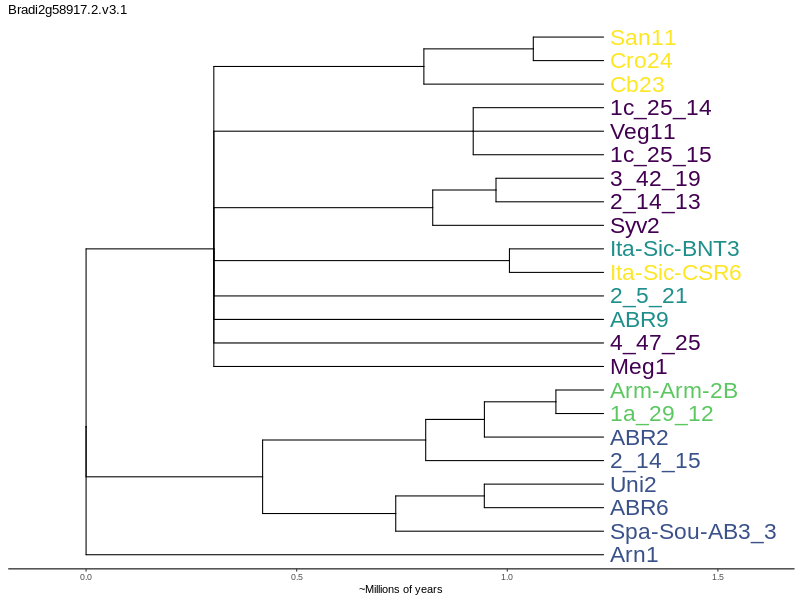 Bradi2g58917.2.v3.1
San11
Cro24
Cb23
1c_25_14
Veg11
1c_25_15
3_42_19
2_14_13
Syv2
Ita-Sic-BNT3
Ita-Sic-CSR6
2_5_21
ABR9
4_47_25
Meg1
Arm-Arm-2B
1a_29_12
ABR2
2_14_15
Uni2
ABR6
Spa-Sou-AB3_3
Arn1
0.0 0.5 1.0 1.5
~Millions of years